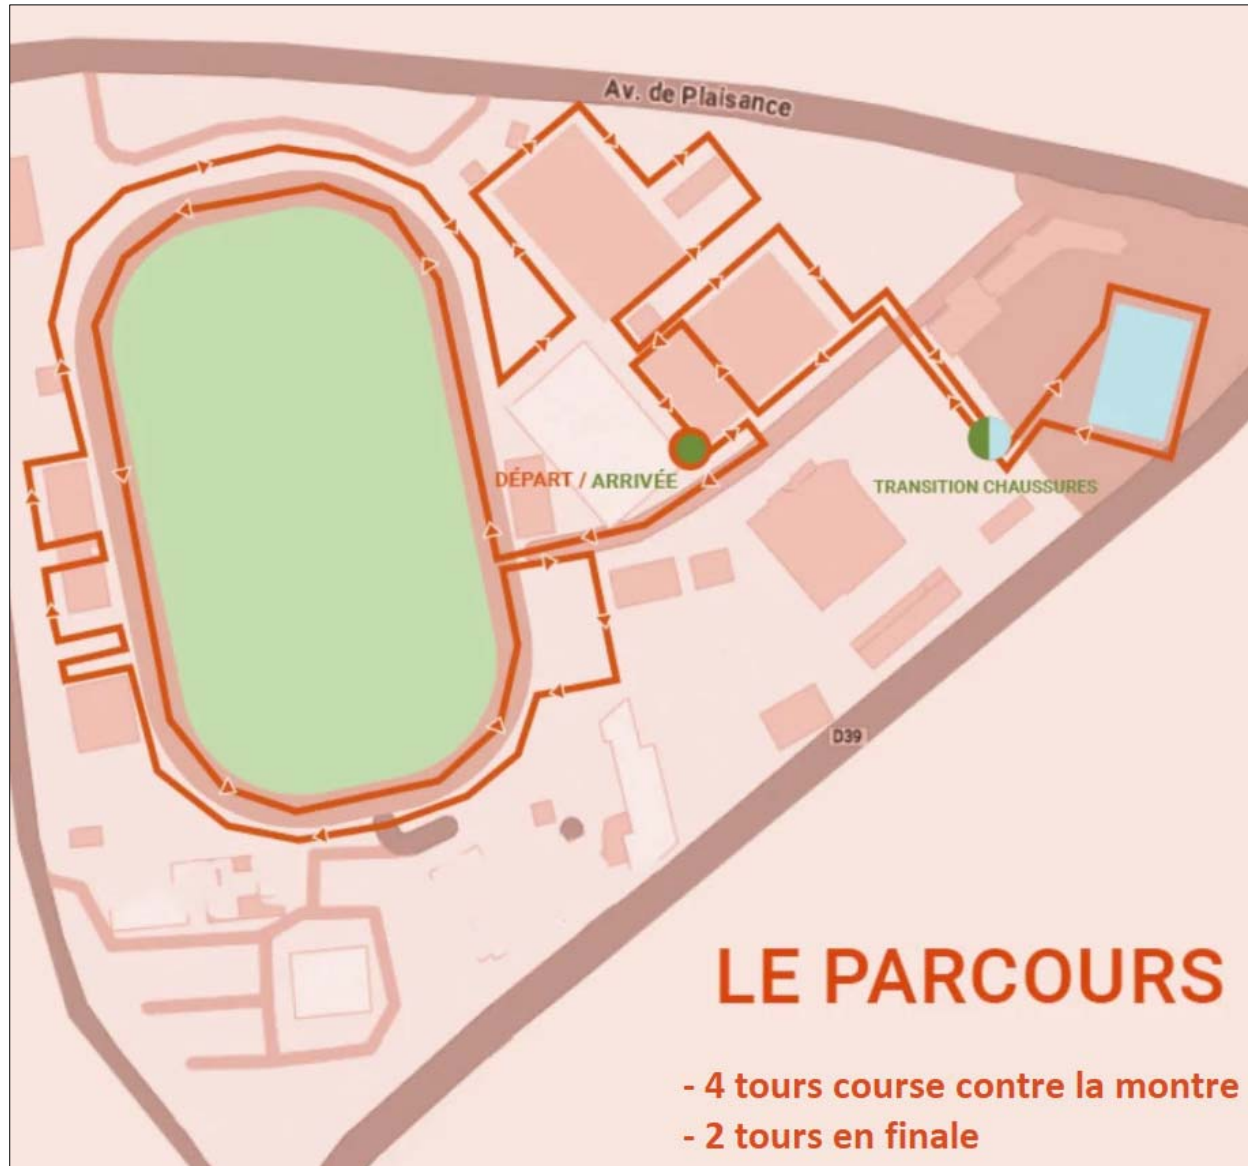 Av. de Plaisance
DÉPART / ARRIVÉE
TRANSITION CHAUSSURES
D39
LE PARCOURS
- 4 tours course contre la montre
- 2 tours en finale